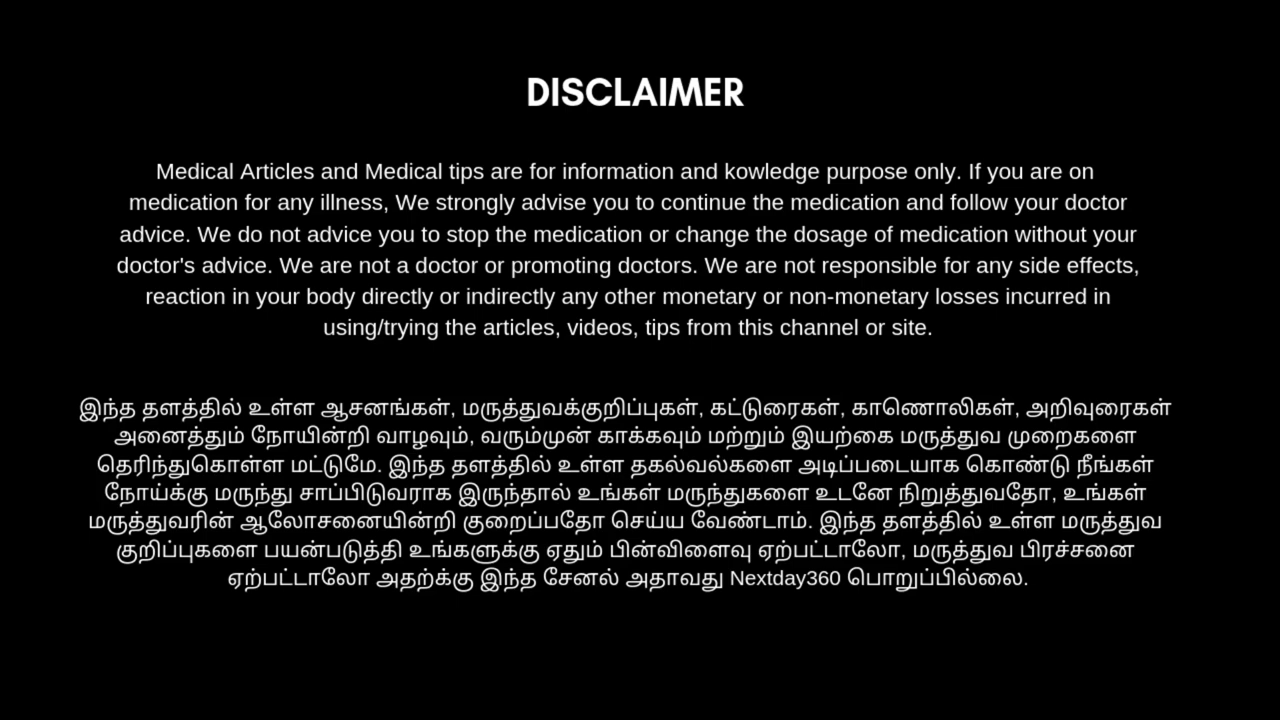 DISCLAIMER
Medical Articles and Medical tips are for information and kowledge purpose only. If you are on
medication for any illness, We strongly advise you to continue the medication and follow your doctor
advice. We do not advice you to stop the medication or change the dosage of medication without your
doctor's advice. We are not a doctor or promoting doctors. We are not responsible for any side effects,
reaction in your body directly or indirectly any other monetary or non-monetary losses incurred in
using/trying the articles, videos, tips from this channel or site.
இந்த தளத்தில் உள்ள ஆசனங்கள், மருத்துவக்குறிப்புகள், கட்டுரைகள், காணொலிகள், அறிவுரைகள்
அனைத்தும் நோயின்றி வாழவும், வரும்முன் காக்கவும் மற்றும் இயற்கை மருத்துவ முறைகளை
தெரிந்துகொள்ள மட்டுமே. இந்த தளத்தில் உள்ள தகல்வல்களை அடிப்படையாக கொண்டு நீங்கள்
நோய்க்கு மருந்து சாப்பிடுவராக இருந்தால் உங்கள் மருந்துகளை உடனே நிறுத்துவதோ, உங்கள்
மருத்துவரின் ஆலோசனையின்றி குறைப்பதோ செய்ய வேண்டாம். இந்த தளத்தில் உள்ள மருத்துவ
குறிப்புகளை பயன்படுத்தி உங்களுக்கு ஏதும் பின்விளைவு ஏற்பட்டாலோ, மருத்துவ பிரச்சனை
ஏற்பட்டாலோ அதற்க்கு இந்த சேனல் அதாவது Nextday360 பொறுப்பில்லை.